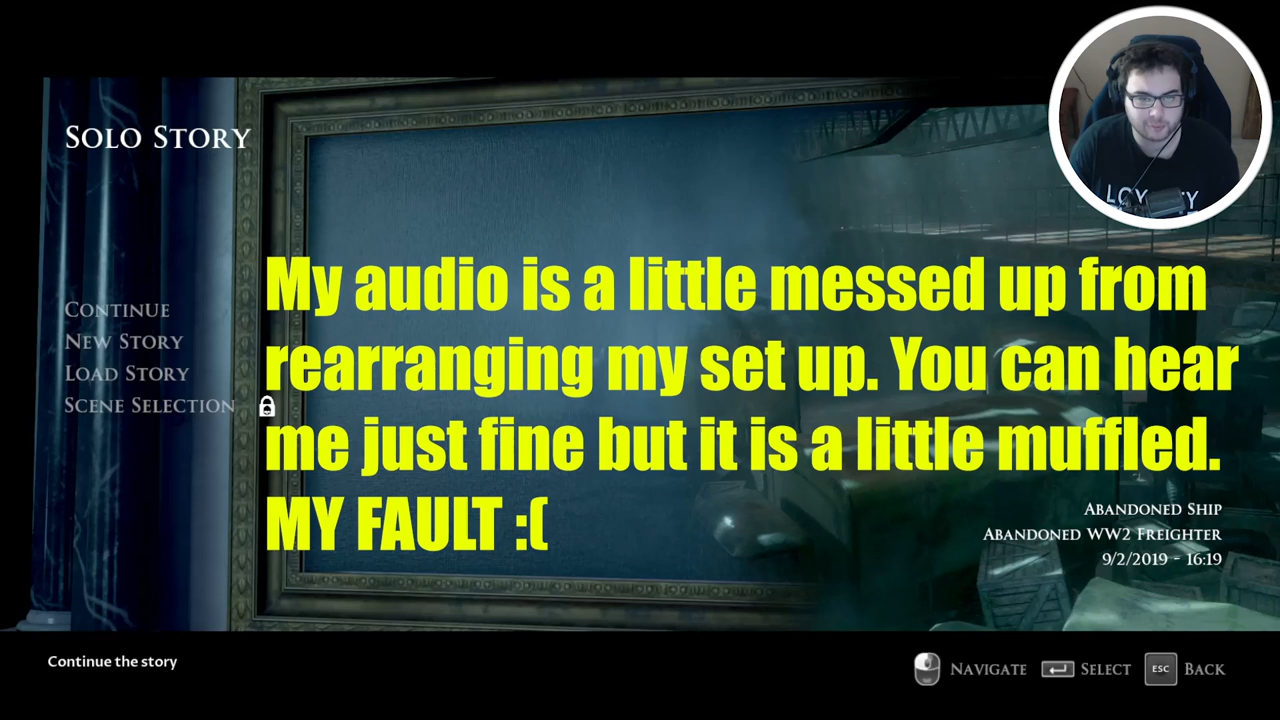 Solo Story
Continue
New Story
Load Story
Scene Selection
My audio is a little messed up from
rearranging my set up. You can hear
me just fine but it is a little muffled.
MY FAULT :(
Abandoned Ship
Abandoned WW2 Freighter
9/2/2019 - 16:19
Continue the story
Navigate
Select
ESC
Back